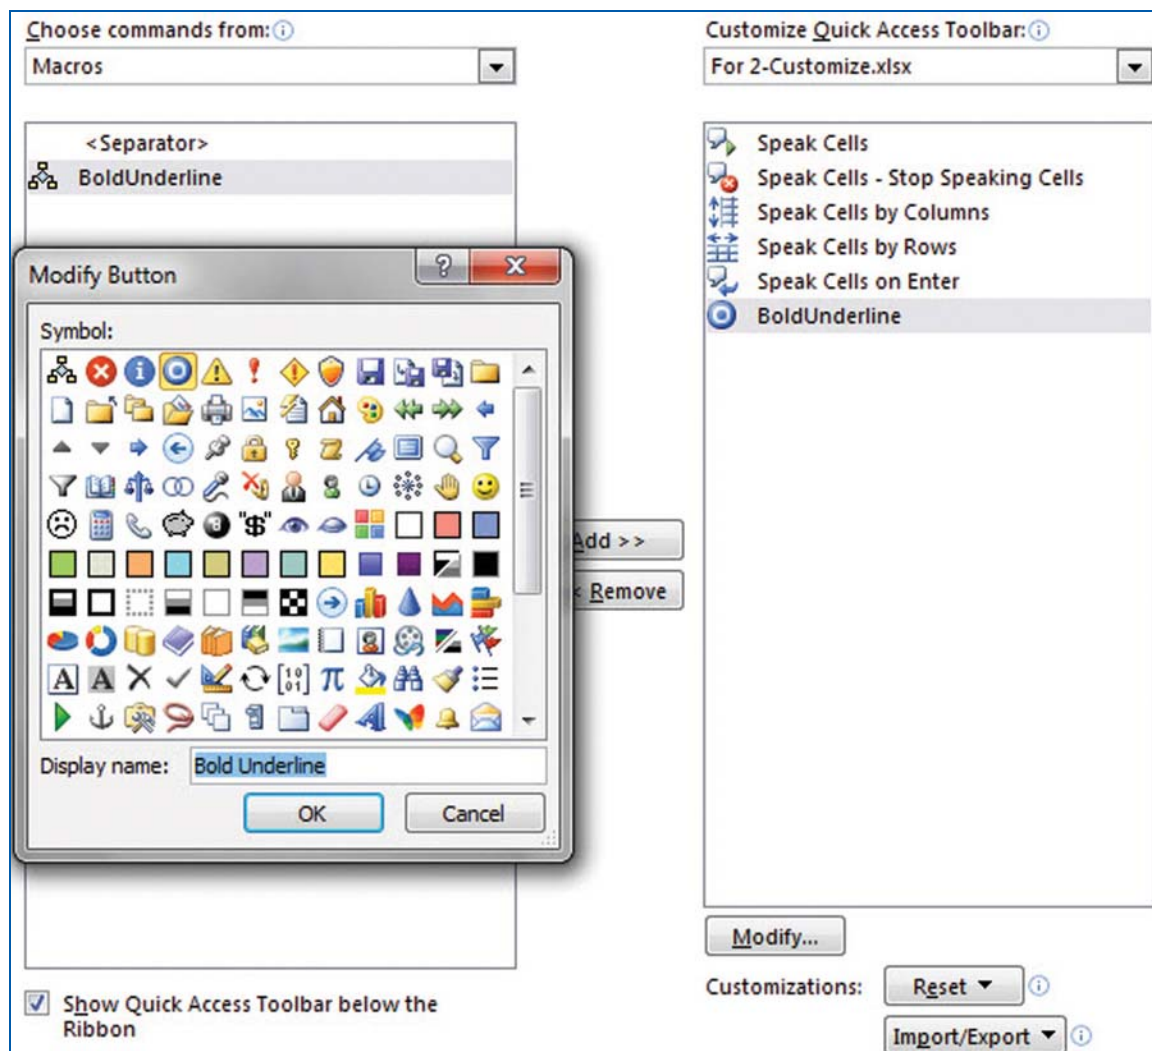 Choose commands from:
Macros
<Separator>
BoldUnderline
Modify Button
Symbol:
"$"
A A
[10
01]
π
A
Display name: Bold Underline
OK Cancel
Show Quick Access Toolbar below the
Ribbon
Add >>
< Remove
Customize Quick Access Toolbar:
For 2-Customize.xlsx
Speak Cells
Speak Cells - Stop Speaking Cells
Speak Cells by Columns
Speak Cells by Rows
Speak Cells on Enter
BoldUnderline
Modify...
Customizations: Reset
Import/Export